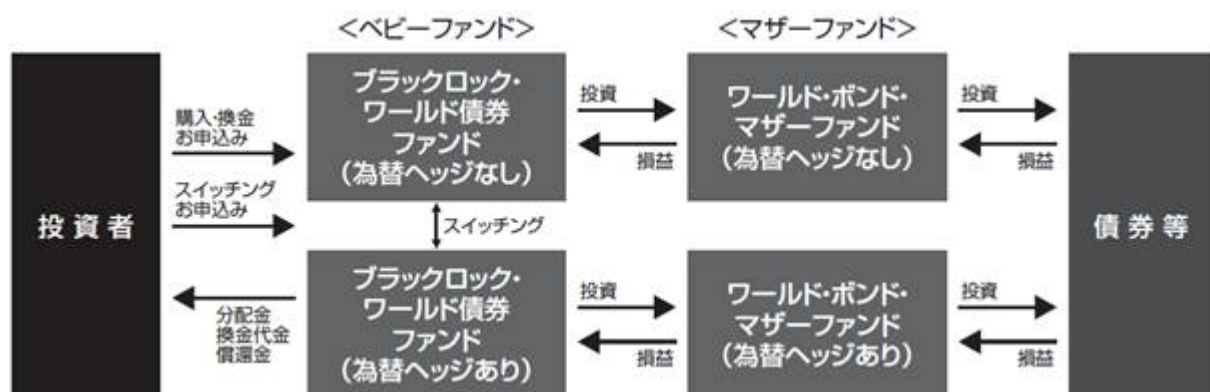 ＜ベビーファンド＞
＜マザーファンド＞
投資者
購入・換金
お申込み
スイッチング
お申込み
分配金
換金代金
償還金
ブラックロック・
ワールド債券
ファンド
（為替ヘッジなし）
スイッチング
ブラックロック・
ワールド債券
ファンド
（為替ヘッジあり）
投資
損益
投資
損益
ワールド・ボンド・
マザーファンド
（為替ヘッジなし）
ワールド・ボンド・
マザーファンド
（為替ヘッジあり）
投資
損益
投資
損益
債券等